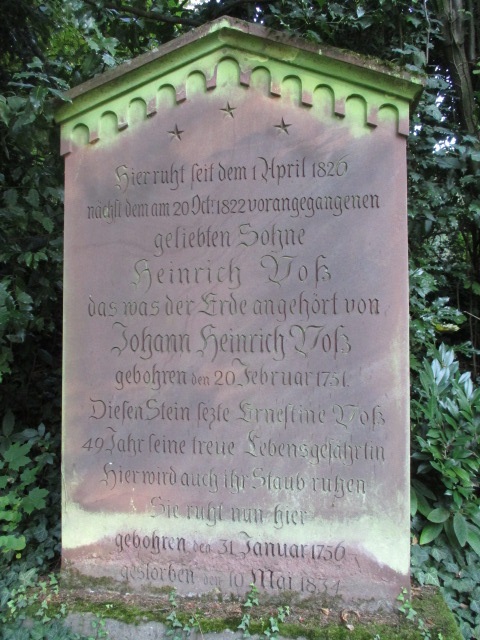 Hier ruht seit dem 1 April 1826
nächst dem am 20 Oct: 1822 vorangegangenen
geliebten Sohne
Heinrich Voß
das was der Erde angehört von
Johann Heinrich Voß
gebohren den 20 Februar 1751.
Diesen Stein sezte Ernestine Voß
49 Jahr seine treue Lebensgefährtin
Hier wird auch ihr Staub ruhen
Sie ruht nun hier
gebohren den 31 Januar 1756
gestorben den 10 Mai 1834